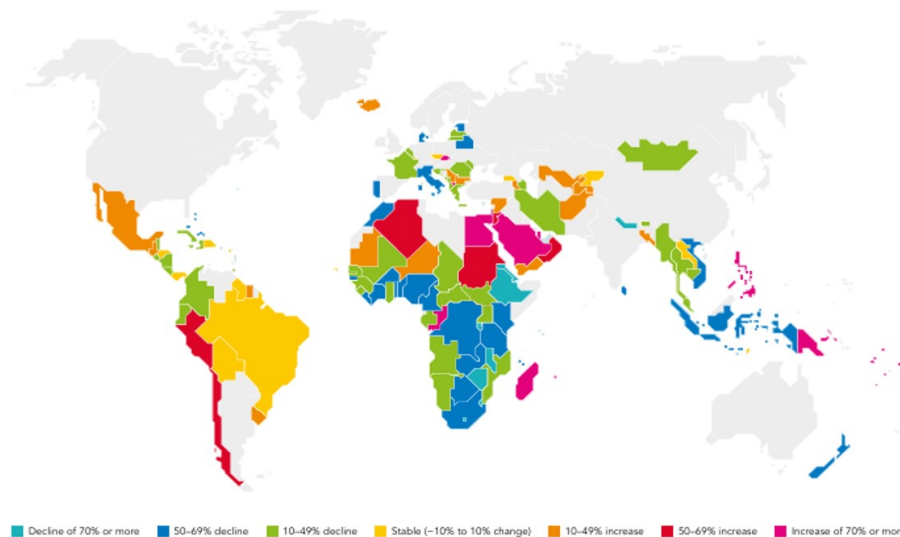 Decline of 70% or more 50–69% decline 10–49% decline Stable (−10% to 10% change) 10–49% increase 50–69% increase Increase of 70% or mor